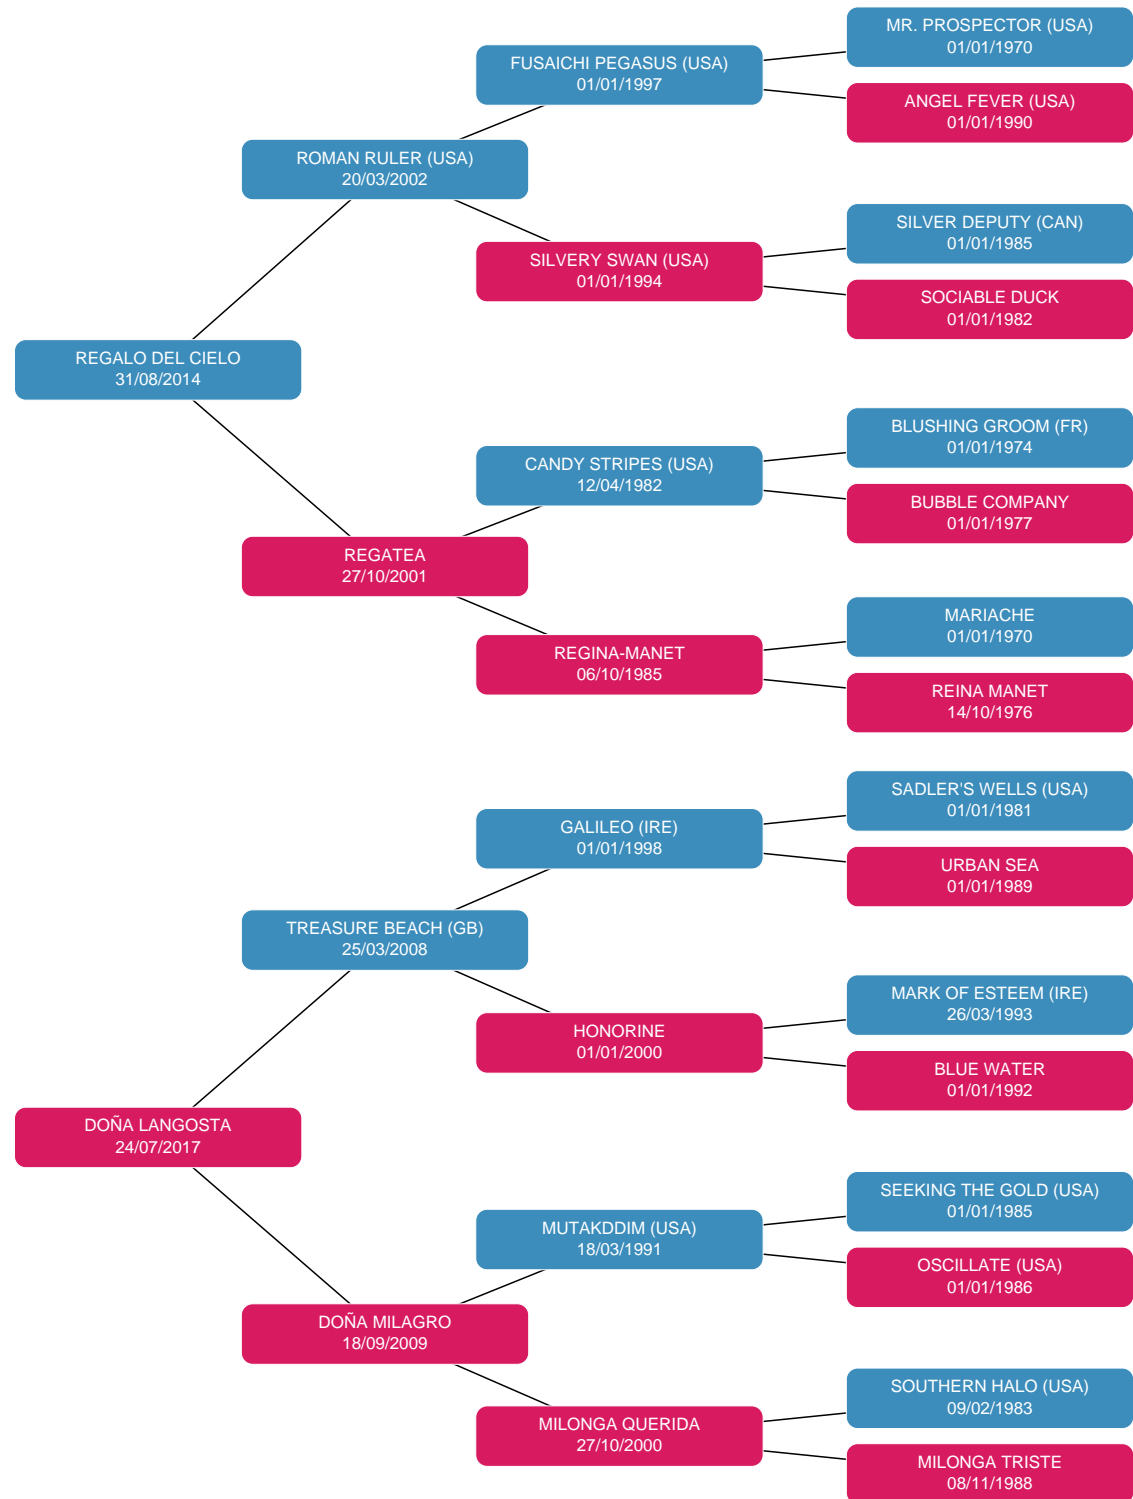 MR. PROSPECTOR (USA)
01/01/1970
FUSAICHI PEGASUS (USA)
01/01/1997
ANGEL FEVER (USA)
01/01/1990
ROMAN RULER (USA)
20/03/2002
SILVER DEPUTY (CAN)
01/01/1985
SILVERY SWAN (USA)
01/01/1994
SOCIABLE DUCK
01/01/1982
REGALO DEL CIELO
31/08/2014
BLUSHING GROOM (FR)
01/01/1974
CANDY STRIPES (USA)
12/04/1982
BUBBLE COMPANY
01/01/1977
REGATEA
27/10/2001
MARIACHE
01/01/1970
REGINA-MANET
06/10/1985
REINA MANET
14/10/1976
SADLER'S WELLS (USA)
01/01/1981
GALILEO (IRE)
01/01/1998
URBAN SEA
01/01/1989
TREASURE BEACH (GB)
25/03/2008
MARK OF ESTEEM (IRE)
26/03/1993
HONORINE
01/01/2000
BLUE WATER
01/01/1992
DOÑA LANGOSTA
24/07/2017
SEEKING THE GOLD (USA)
01/01/1985
MUTAKDDIM (USA)
18/03/1991
OSCILLATE (USA)
01/01/1986
DOÑA MILAGRO
18/09/2009
SOUTHERN HALO (USA)
09/02/1983
MILONGA QUERIDA
27/10/2000
MILONGA TRISTE
08/11/1988